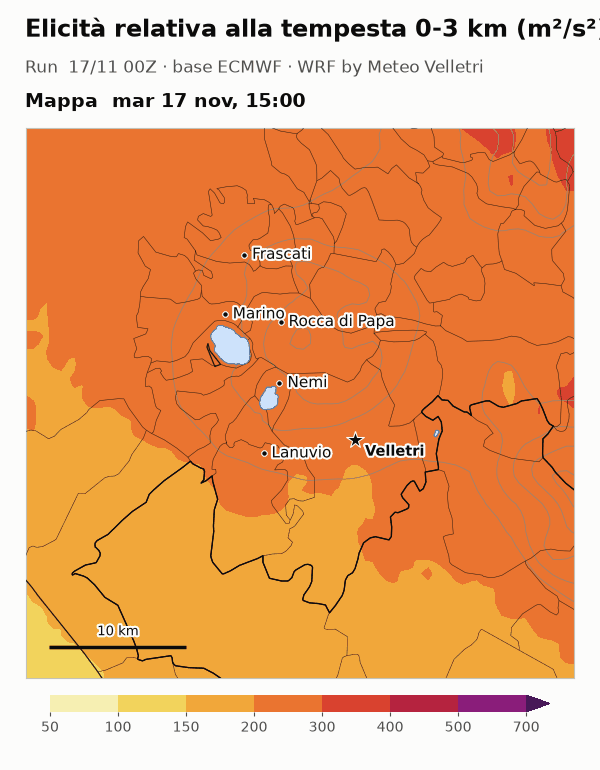 Elicità relativa alla tempesta 0-3 km (m²/s²)
Run 17/11 00Z · base ECMWF · WRF by Meteo Velletri
Mappa mar 17 nov, 15:00
Frascati
Marino
Rocca di Papa
Nemi
Velletri
Lanuvio
10 km
50 100 150 200 300 400 500 700